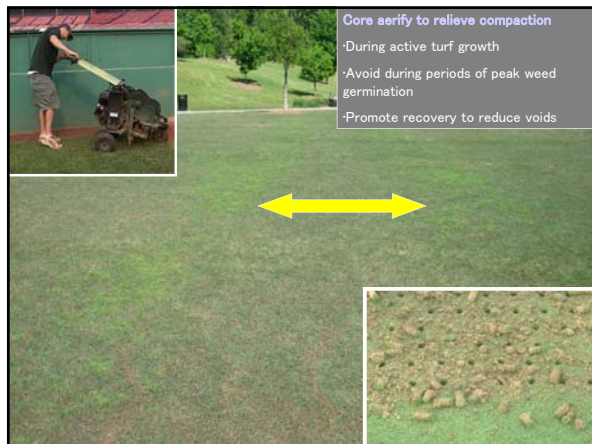 Core aerify to relieve compaction
·During active turf growth
·Avoid during periods of peak weed
germination
·Promote recovery to reduce voids